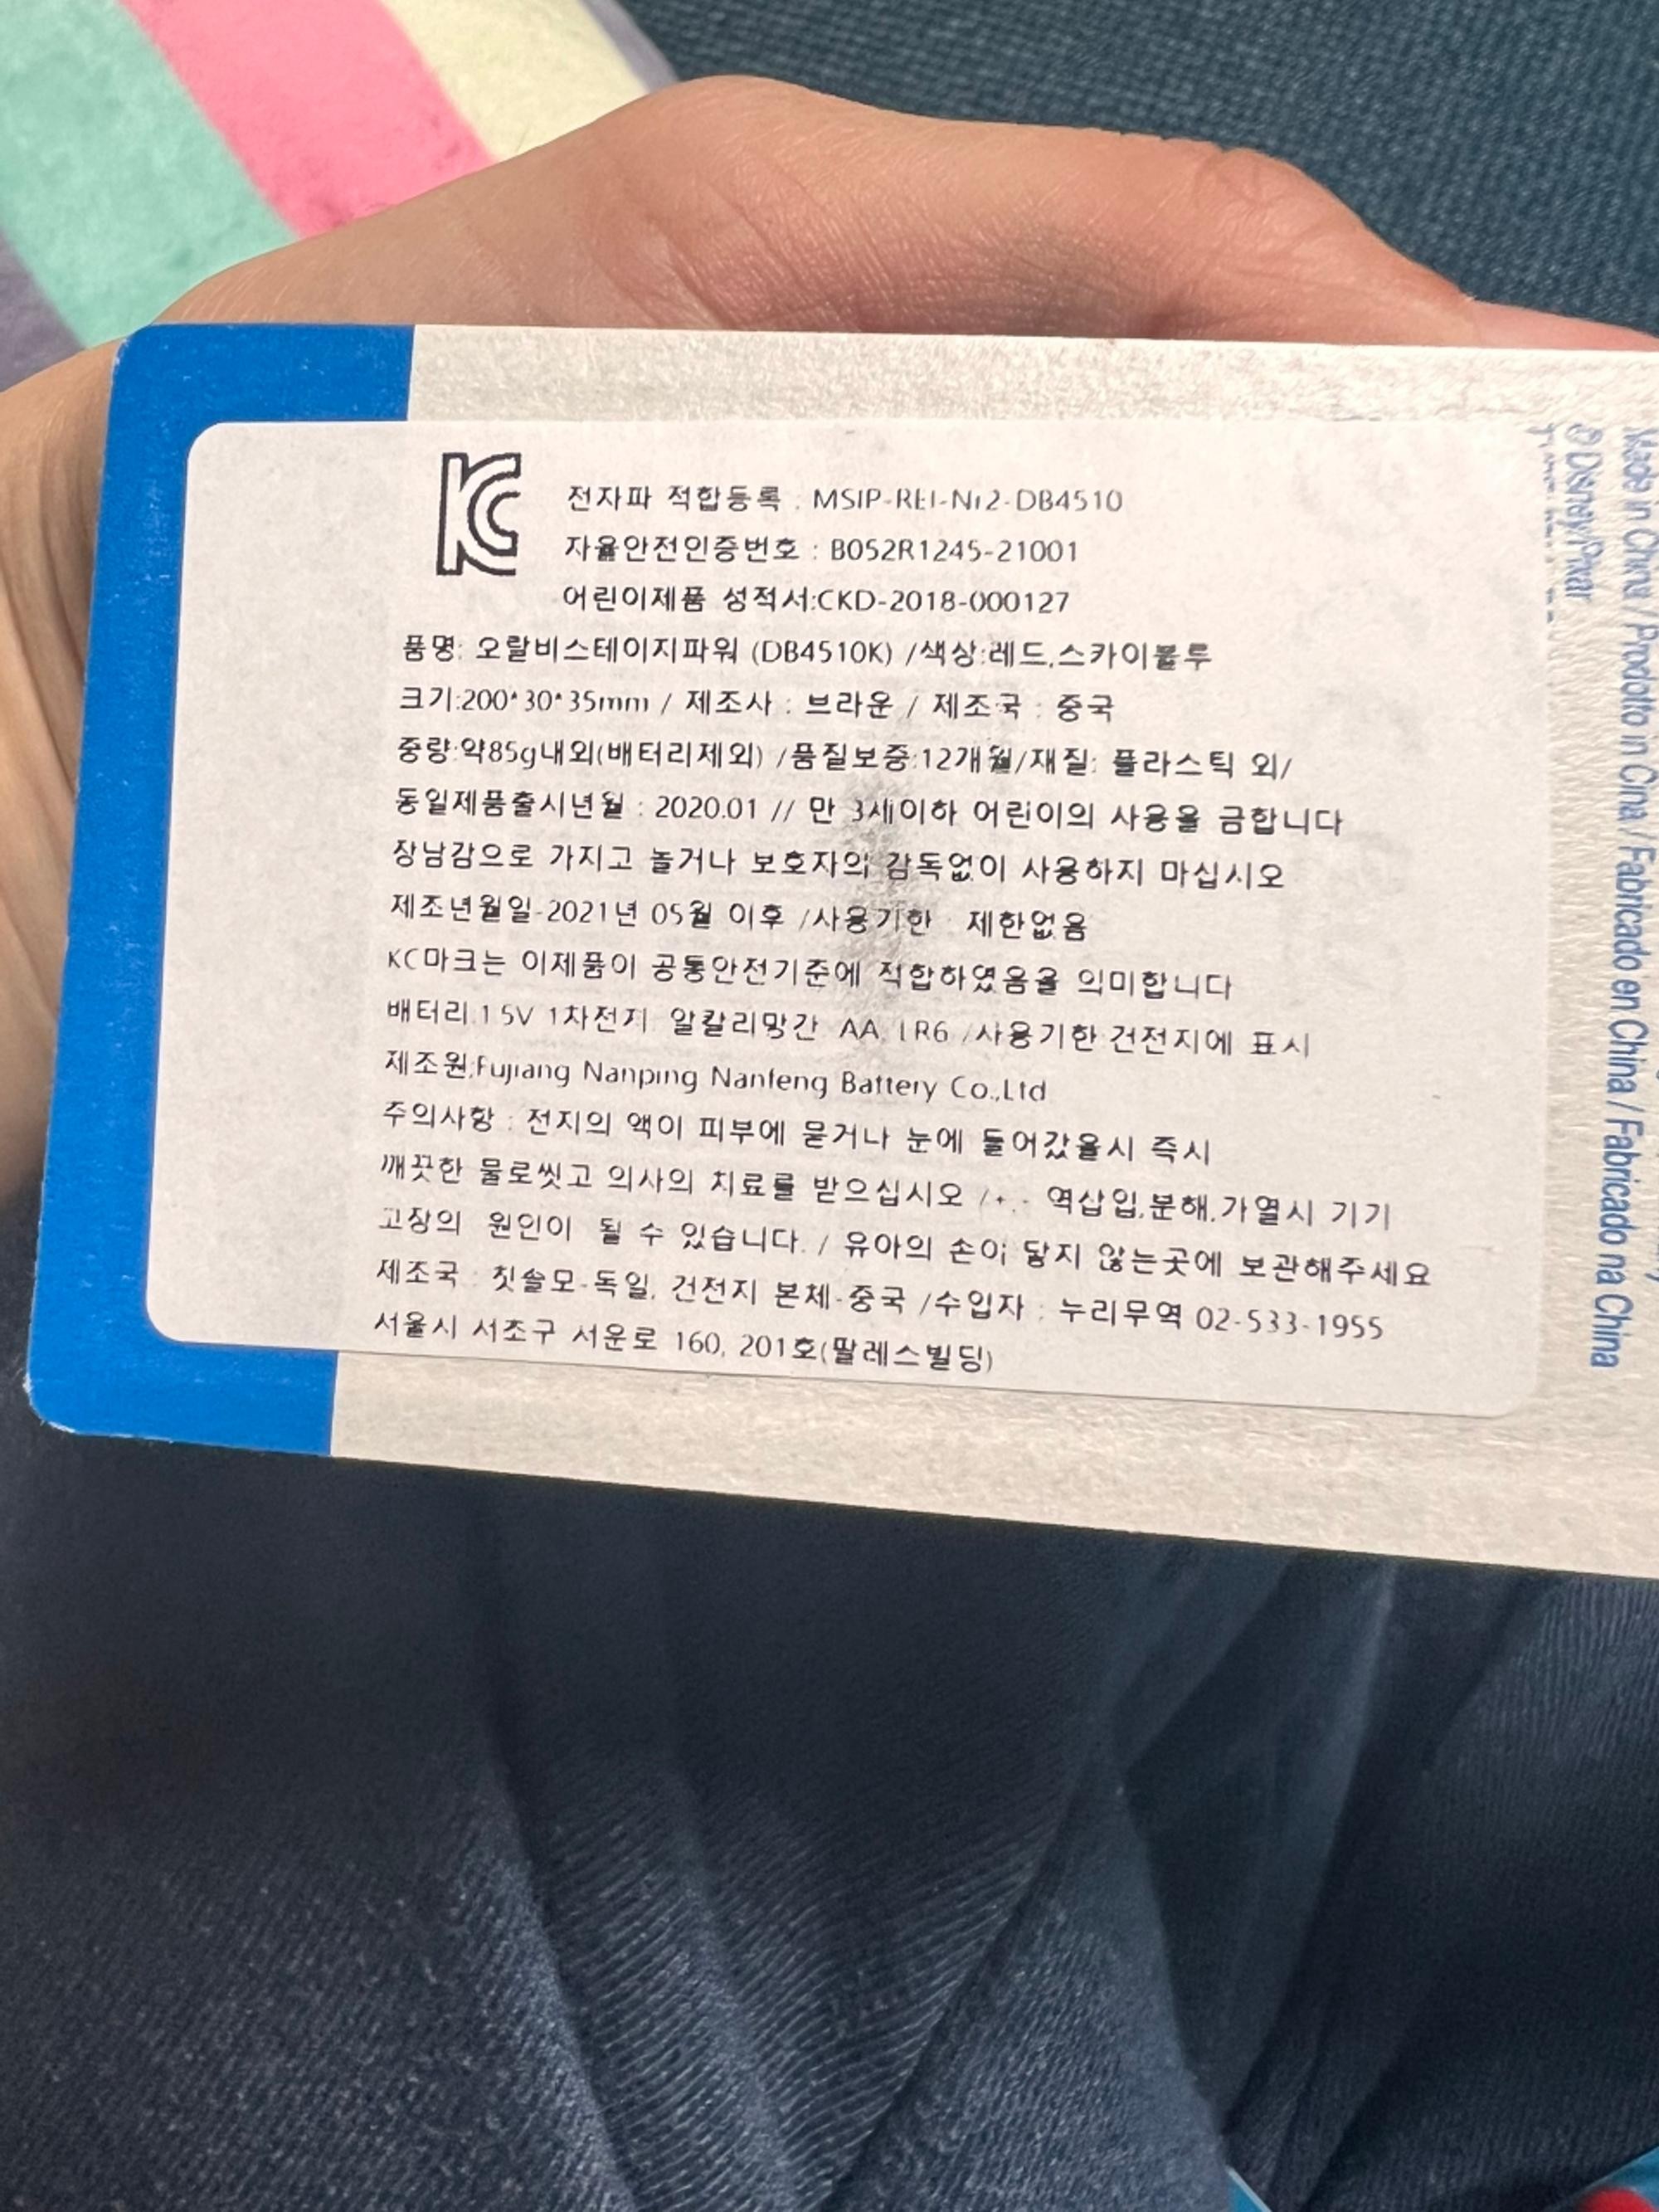 KC
전자파 적합등록 : MSIP-REI-Nr2-DB4510
자율안전인증번호 : B052R1245-21001
어린이제품 성적서:CKD-2018-000127
품명: 오랄비스테이지파워 (DB4510K) /색상:레드,스카이블루
크기:200*30*35mm / 제조사 : 브라운 / 제조국 : 중국
중량:약85g내외(배터리제외) /품질보증:12개월/재질: 플라스틱 외/
동일제품출시년월 : 2020.01 // 만 3세이하 어린이의 사용을 금합니다
장남감으로 가지고 놀거나 보호자의 감독없이 사용하지 마십시오
제조년월일-2021년 05월 이후 /사용기한 : 제한없음
KC마크는 이제품이 공통안전기준에 적합하였음을 의미합니다
배터리:1.5V 1차전지 알칼리망간 AA, LR6 /사용기한:건전지에 표시
제조원:Fujiang Nanping Nanfeng Battery Co.,Ltd
주의사항 : 전지의 액이 피부에 묻거나 눈에 들어갔을시 즉시
깨끗한 물로씻고 의사의 치료를 받으십시오 /+,- 역삽입,분해,가열시 기기
고장의 원인이 될 수 있습니다. / 유아의 손이 닿지 않는곳에 보관해주세요
제조국 : 칫솔모-독일, 건전지 본체-중국 /수입자 : 누리무역 02-533-1955
서울시 서초구 서운로 160, 201호(딸레스빌딩)
© Disney/Pixar
Made in China / Prodotto in Cina / Fabricado en China / Fabricado na China